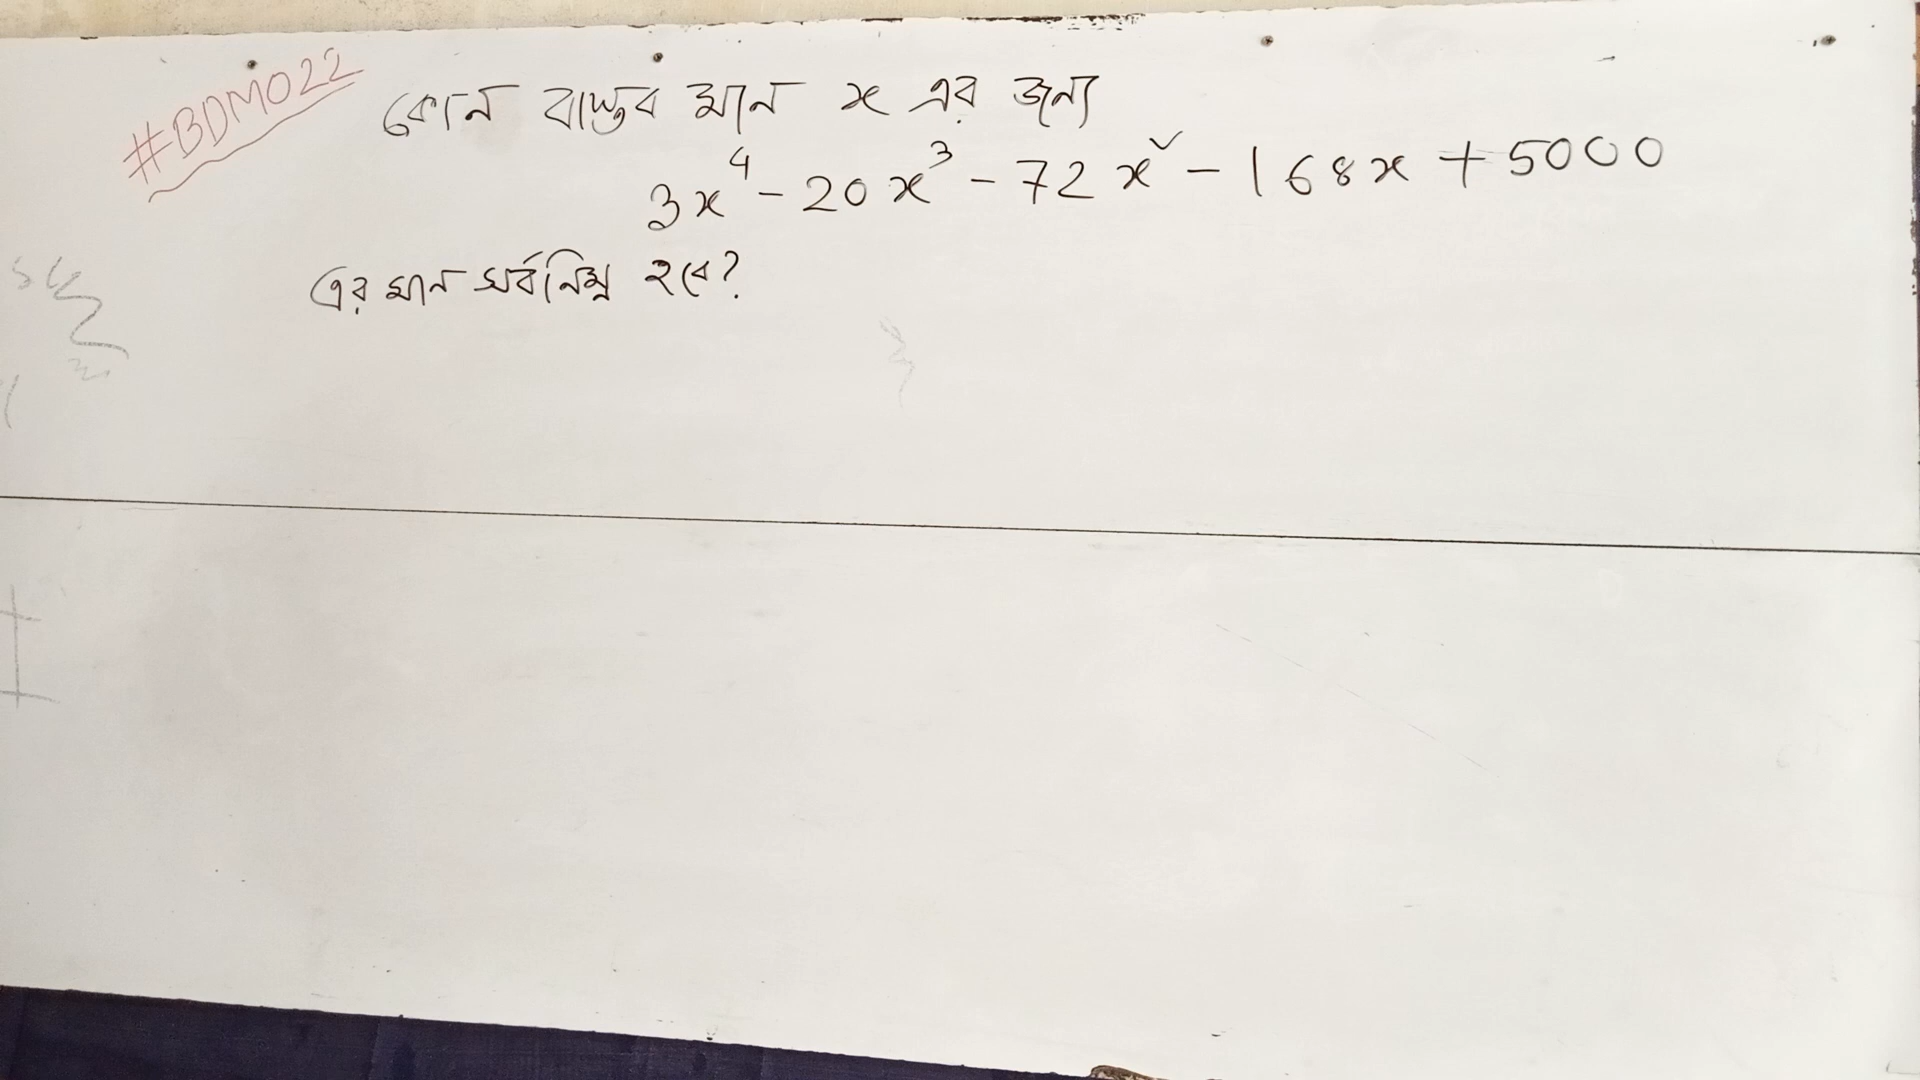 #BDMO22
কোন বাস্তব মান x এর জন্য
3x⁴ - 20x³ - 72x² - 168x + 5000
এর মান সর্বনিম্ন হবে?